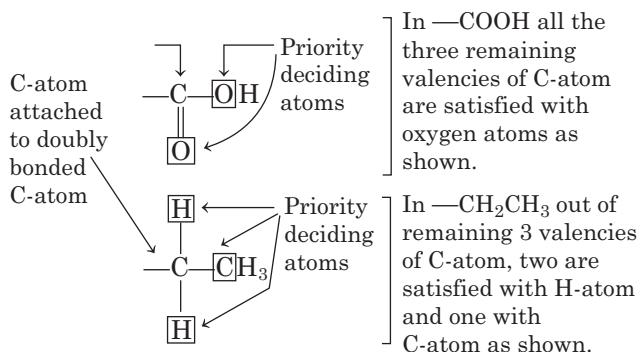 C-atom
attached
to doubly
bonded
C-atom
—C—OH
O
Priority
deciding
atoms
In —COOH all the
three remaining
valencies of C-atom
are satisfied with
oxygen atoms as
shown.
H
—C—CH₃
H
Priority
deciding
atoms
In —CH₂CH₃ out of
remaining 3 valencies
of C-atom, two are
satisfied with H-atom
and one with
C-atom as shown.